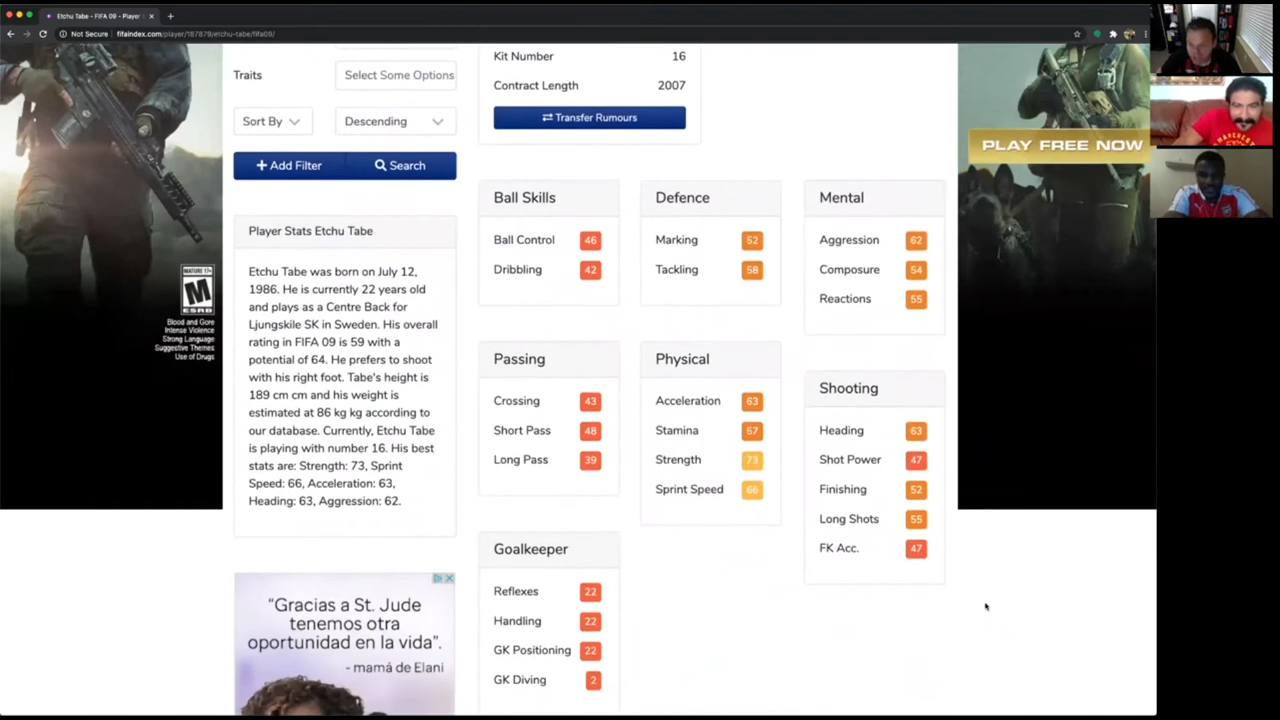 Etchu Tabe - FIFA 09 - Player
Not Secure
fifaindex.com/player/187879/etchu-tabe/fifa09/
Traits
Select Some Options
Sort By
Descending
Add Filter
Search
Kit Number 16
Contract Length 2007
Transfer Rumours
Player Stats Etchu Tabe
Etchu Tabe was born on July 12,
1986. He is currently 22 years old
and plays as a Centre Back for
Ljungskile SK in Sweden. His overall
rating in FIFA 09 is 59 with a
potential of 64. He prefers to shoot
with his right foot. Tabe's height is
189 cm cm and his weight is
estimated at 86 kg kg according to
our database. Currently, Etchu Tabe
is playing with number 16. His best
stats are: Strength: 73, Sprint
Speed: 66, Acceleration: 63,
Heading: 63, Aggression: 62.
Ball Skills
Ball Control 46
Dribbling 42
Defence
Marking 52
Tackling 58
Mental
Aggression 62
Composure 54
Reactions 55
Passing
Crossing 43
Short Pass 48
Long Pass 39
Physical
Acceleration 63
Stamina 57
Strength 73
Sprint Speed 66
Shooting
Heading 63
Shot Power 47
Finishing 52
Long Shots 55
FK Acc. 47
Goalkeeper
Reflexes 22
Handling 22
GK Positioning 22
GK Diving 2
MATURE 17+
M
ESRB
Blood and Gore
Intense Violence
Strong Language
Suggestive Themes
Use of Drugs
PLAY FREE NOW
"Gracias a St. Jude
tenemos otra
oportunidad en la vida".
- mamá de Elani